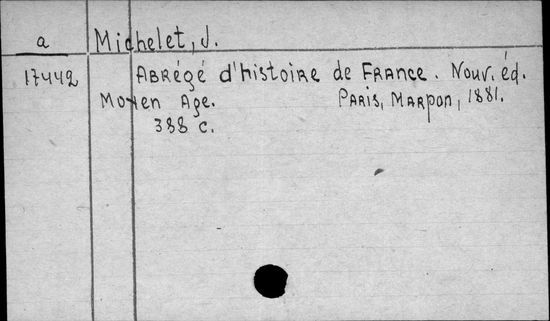 a Michelet, J.
17442 Abrégé d'histoire de France. Nouv. éd.
Moyen Age. Paris, Marpon, 1881.
388 c.